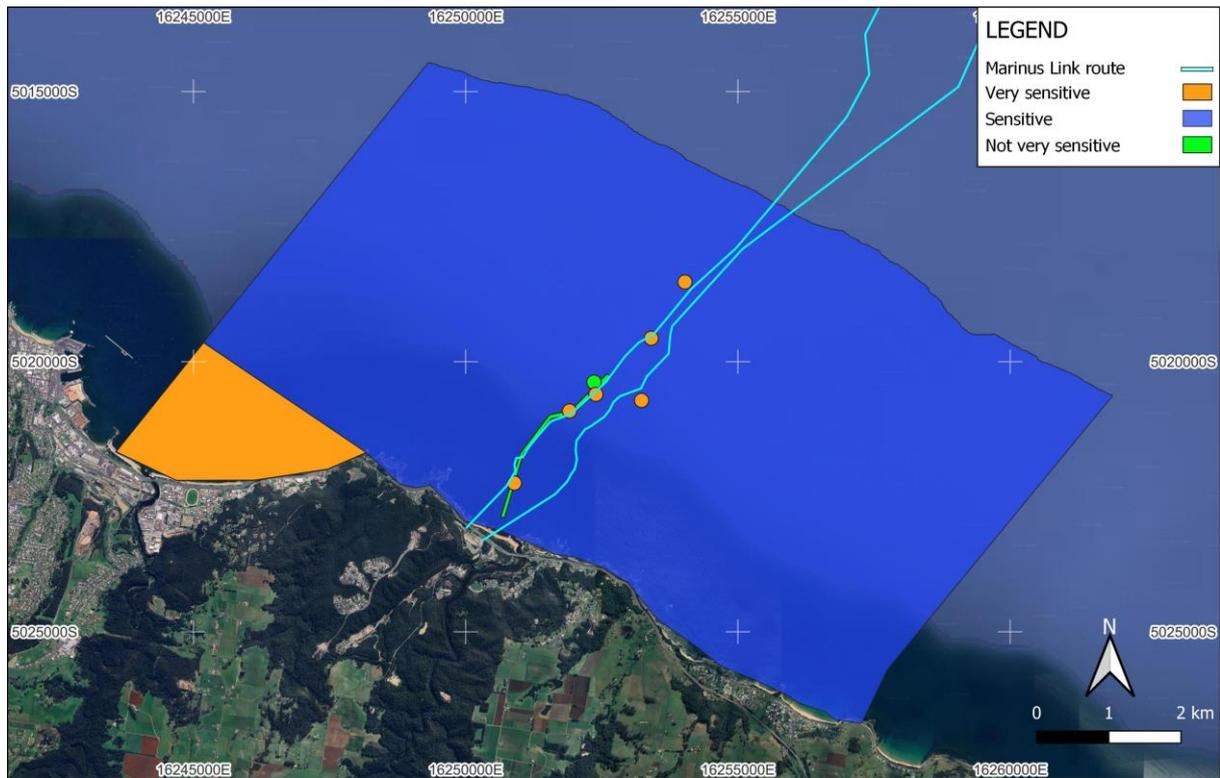 16245000E 16250000E 16255000E
LEGEND
Marinus Link route
Very sensitive
Sensitive
Not very sensitive
5015000S
5020000S 5020000S
5025000S 5025000S
N
0 1 2 km
16245000E 16250000E 16255000E 16260000E